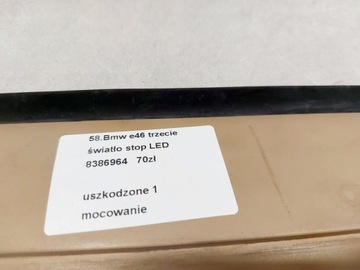 58.Bmw e46 trzecie
światło stop LED
8386964 70zł
uszkodzone 1
mocowanie